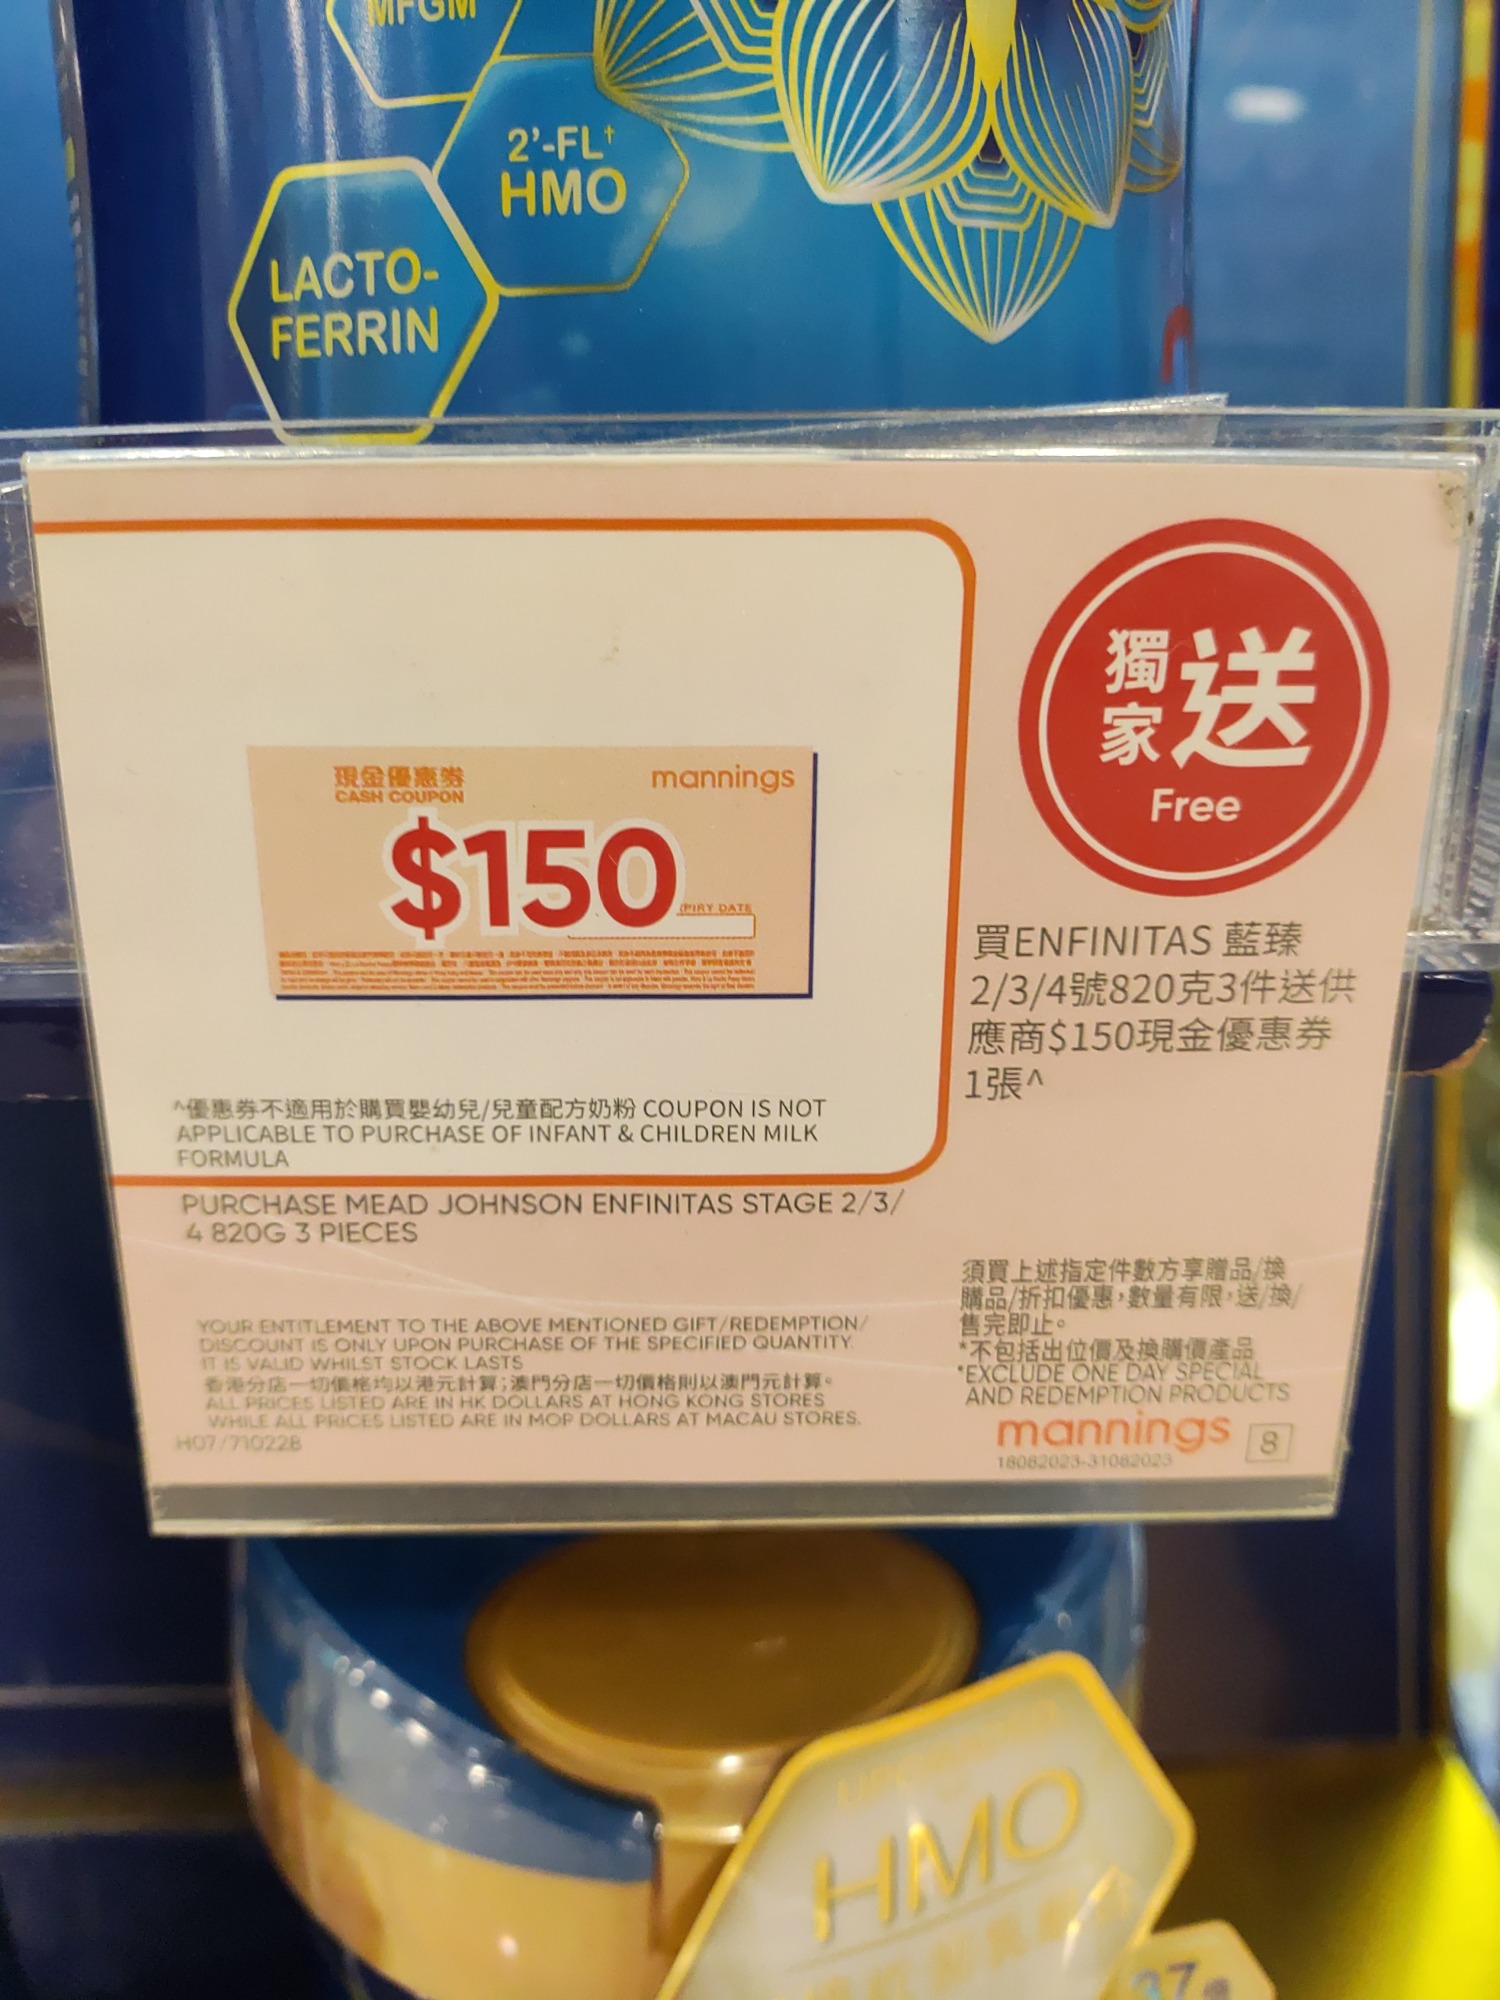 MFGM
2'-FL†
HMO
LACTO-
FERRIN
獨家送
Free
現金優惠券
CASH COUPON
mannings
$150
PIRY DATE
買ENFINITAS 藍臻
2/3/4號820克3件送供
應商$150現金優惠券
1張^
^優惠券不適用於購買嬰幼兒/兒童配方奶粉 COUPON IS NOT
APPLICABLE TO PURCHASE OF INFANT & CHILDREN MILK
FORMULA
PURCHASE MEAD JOHNSON ENFINITAS STAGE 2/3/
4 820G 3 PIECES
YOUR ENTITLEMENT TO THE ABOVE MENTIONED GIFT/REDEMPTION/
DISCOUNT IS ONLY UPON PURCHASE OF THE SPECIFIED QUANTITY.
IT IS VALID WHILST STOCK LASTS
香港分店一切價格均以港元計算;澳門分店一切價格則以澳門元計算。
ALL PRICES LISTED ARE IN HK DOLLARS AT HONG KONG STORES
WHILE ALL PRICES LISTED ARE IN MOP DOLLARS AT MACAU STORES.
H07/710228
須買上述指定件數方享贈品/換
購品/折扣優惠,數量有限,送/換/
售完即止。
*不包括出位價及換購價產品
*EXCLUDE ONE DAY SPECIAL
AND REDEMPTION PRODUCTS
mannings
8
18082023-31082023
HMO
37